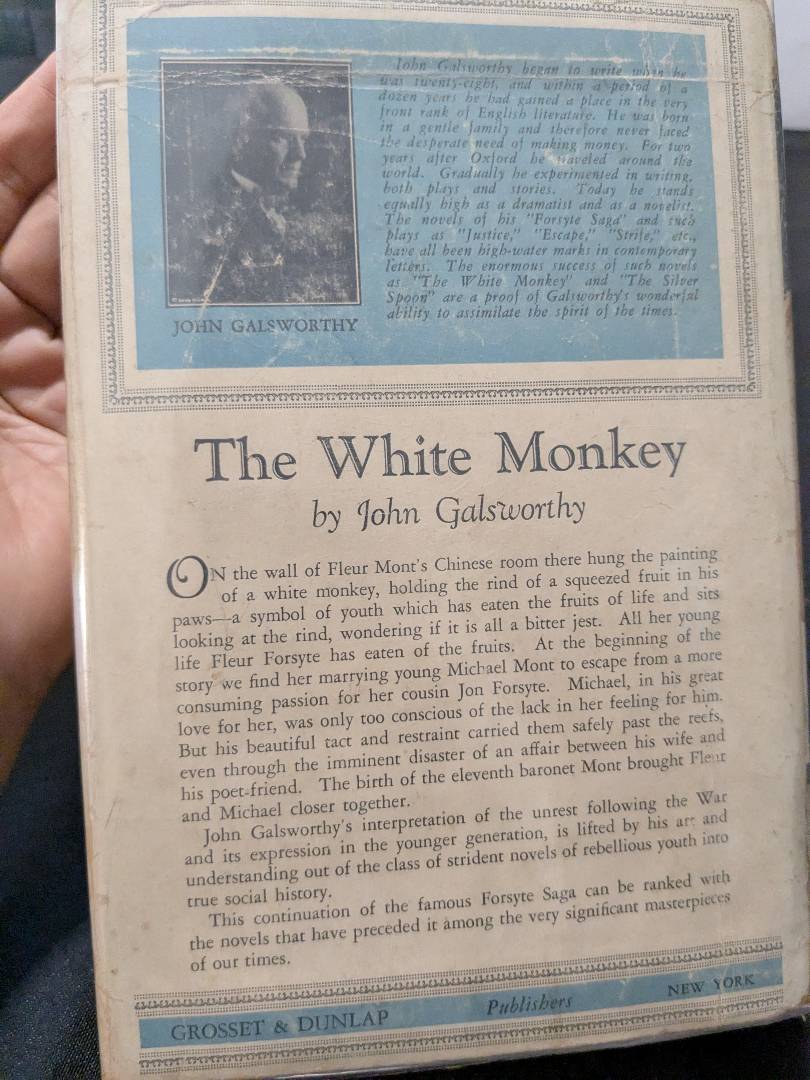 John Galsworthy began to write when he
was twenty-eight, and within a period of a
dozen years he had gained a place in the very
front rank of English literature. He was born
in a gentle family and therefore never faced
the desperate need of making money. For two
years after Oxford he traveled around the
world. Gradually he experimented in writing,
both plays and stories. Today he stands
equally high as a dramatist and as a novelist.
The novels of his "Forsyte Saga" and such
plays as "Justice," "Escape," "Strife," etc.,
have all been high-water marks in contemporary
letters. The enormous success of such novels
as "The White Monkey" and "The Silver
Spoon" are a proof of Galsworthy's wonderful
ability to assimilate the spirit of the times.
JOHN GALSWORTHY
The White Monkey
by John Galsworthy
ON the wall of Fleur Mont's Chinese room there hung the painting
of a white monkey, holding the rind of a squeezed fruit in his
paws—a symbol of youth which has eaten the fruits of life and sits
looking at the rind, wondering if it is all a bitter jest. All her young
life Fleur Forsyte has eaten of the fruits. At the beginning of the
story we find her marrying young Michael Mont to escape from a more
consuming passion for her cousin Jon Forsyte. Michael, in his great
love for her, was only too conscious of the lack in her feeling for him.
But his beautiful tact and restraint carried them safely past the reefs,
even through the imminent disaster of an affair between his wife and
his poet-friend. The birth of the eleventh baronet Mont brought Fleur
and Michael closer together.
John Galsworthy's interpretation of the unrest following the War
and its expression in the younger generation, is lifted by his art and
understanding out of the class of strident novels of rebellious youth into
true social history.
This continuation of the famous Forsyte Saga can be ranked with
the novels that have preceded it among the very significant masterpieces
of our times.
GROSSET & DUNLAP Publishers NEW YORK